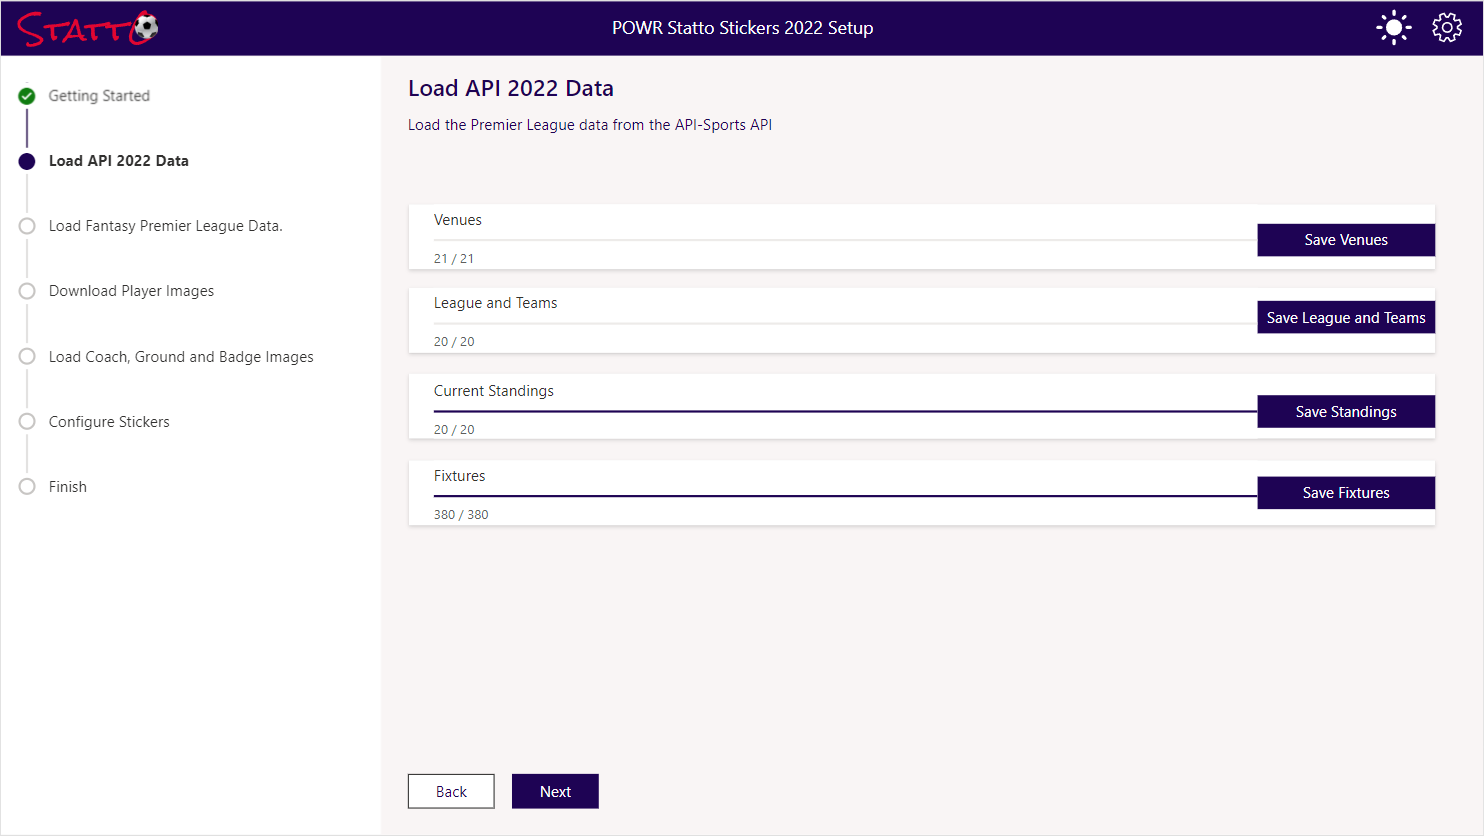 STATTO
POWR Statto Stickers 2022 Setup
Getting Started
Load API 2022 Data
Load Fantasy Premier League Data.
Download Player Images
Load Coach, Ground and Badge Images
Configure Stickers
Finish
Load API 2022 Data
Load the Premier League data from the API-Sports API
Venues
21 / 21
Save Venues
League and Teams
20 / 20
Save League and Teams
Current Standings
20 / 20
Save Standings
Fixtures
380 / 380
Save Fixtures
Back
Next